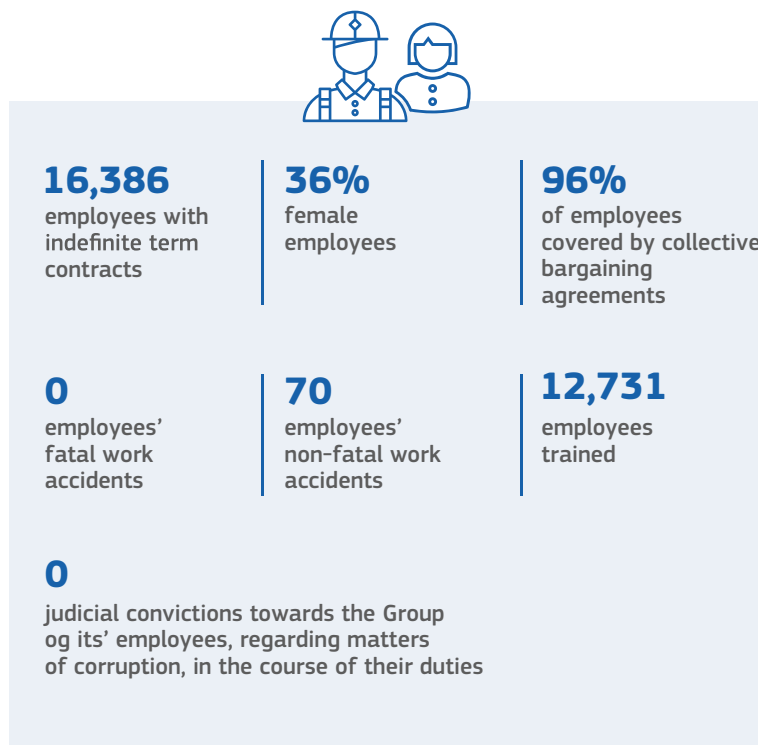 16,386
employees with
indefinite term
contracts
36%
female
employees
96%
of employees
covered by collective
bargaining
agreements
0
employees’
fatal work
accidents
70
employees’
non-fatal work
accidents
12,731
employees
trained
0
judicial convictions towards the Group
og its’ employees, regarding matters
of corruption, in the course of their duties